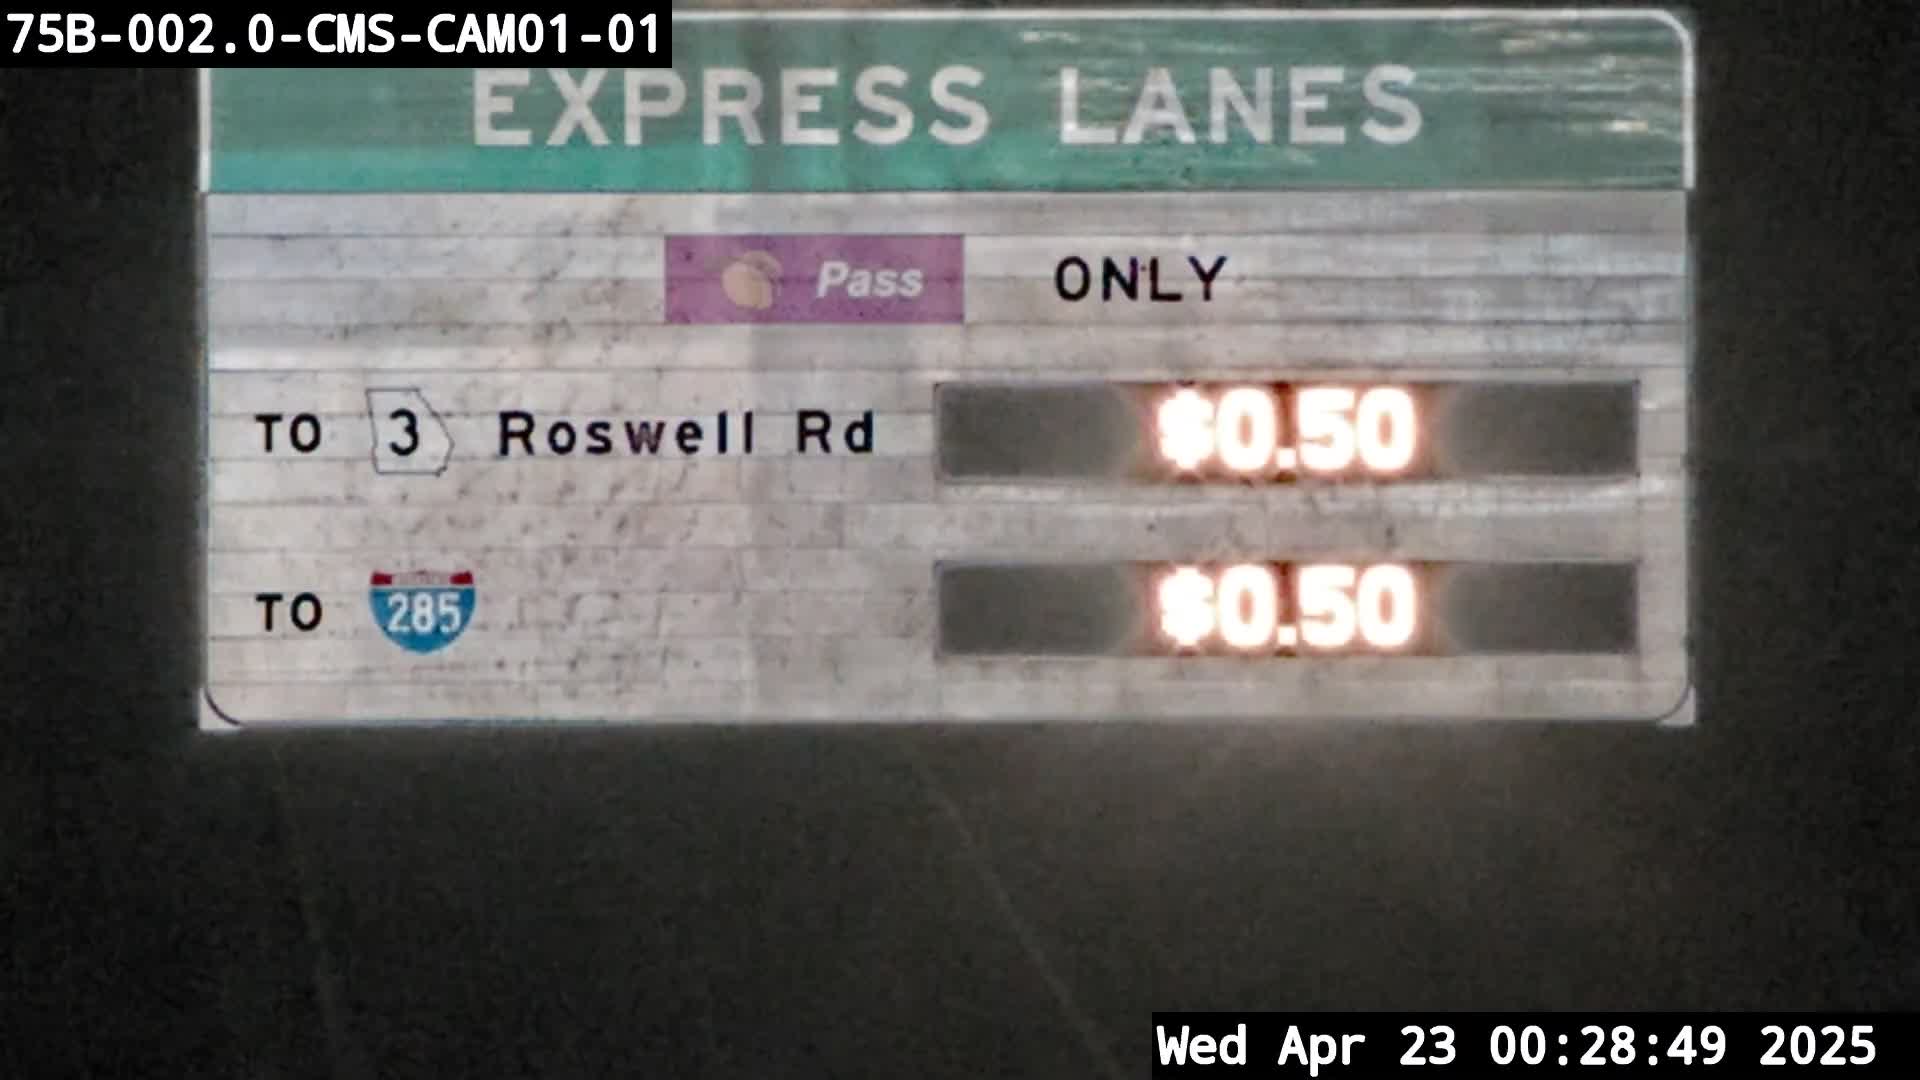 75B-002.0-CMS-CAM01-01
EXPRESS LANES
Pass ONLY
TO 3 Roswell Rd $0.50
TO 285 $0.50
Wed Apr 23 00:28:49 2025